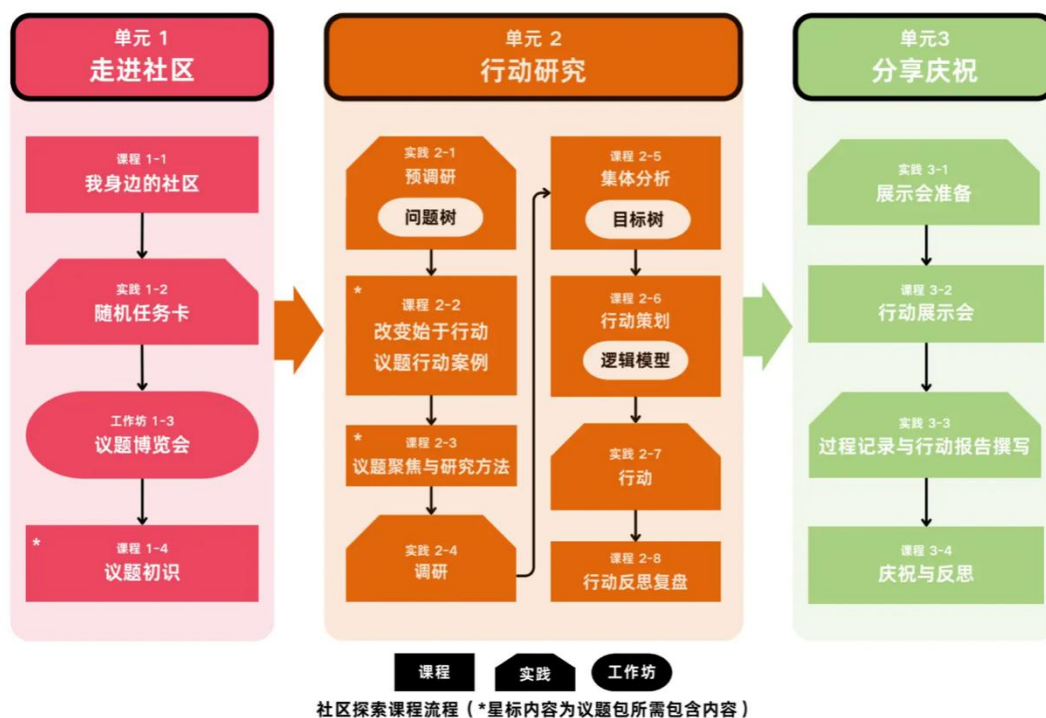 单元 1
走进社区
课程 1-1
我身边的社区
实践 1-2
随机任务卡
工作坊 1-3
议题博览会
*
课程 1-4
议题初识
单元 2
行动研究
实践 2-1
预调研
问题树
*
课程 2-2
改变始于行动
议题行动案例
*
课程 2-3
议题聚焦与研究方法
实践 2-4
调研
课程 2-5
集体分析
目标树
课程 2-6
行动策划
逻辑模型
实践 2-7
行动
课程 2-8
行动反思复盘
单元3
分享庆祝
实践 3-1
展示会准备
课程 3-2
行动展示会
实践 3-3
过程记录与行动报告撰写
课程 3-4
庆祝与反思
课程
实践
工作坊
社区探索课程流程（*星标内容为议题包所需包含内容）